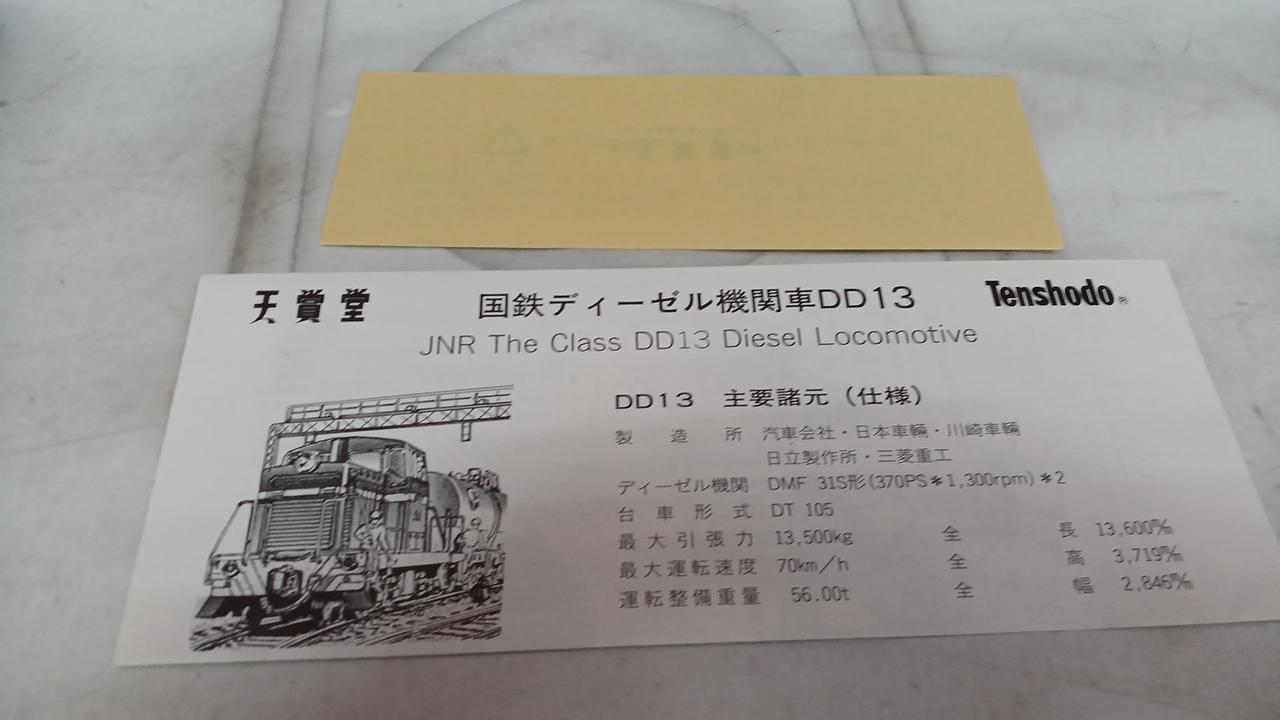 天賞堂
国鉄ディーゼル機関車DD13
Tenshodo®
JNR The Class DD13 Diesel Locomotive
DD13 主要諸元（仕様）
製造所 汽車会社・日本車輛・川崎車輛
日立製作所・三菱重工
ディーゼル機関 DMF 31S形(370PS＊1,300rpm)＊2
台車形式 DT 105
最大引張力 13,500kg 全長 13,600㎜
最大運転速度 70km/h 全高 3,719㎜
運転整備重量 56.00t 全幅 2,846㎜